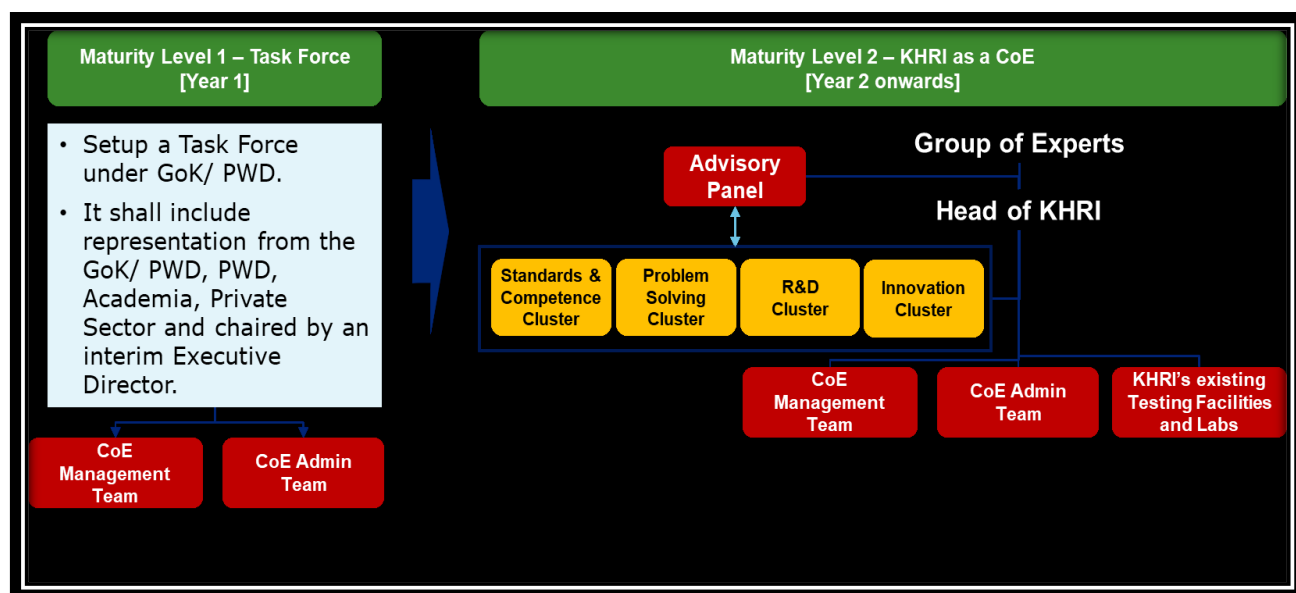 Maturity Level 1 – Task Force
[Year 1]
• Setup a Task Force
under GoK/ PWD.
• It shall include
representation from the
GoK/ PWD, PWD,
Academia, Private
Sector and chaired by an
interim Executive
Director.
CoE
Management
Team
CoE Admin
Team
Maturity Level 2 – KHRI as a CoE
[Year 2 onwards]
Group of Experts
Advisory
Panel
Head of KHRI
Standards &
Competence
Cluster
Problem
Solving
Cluster
R&D
Cluster
Innovation
Cluster
CoE
Management
Team
CoE Admin
Team
KHRI’s existing
Testing Facilities
and Labs